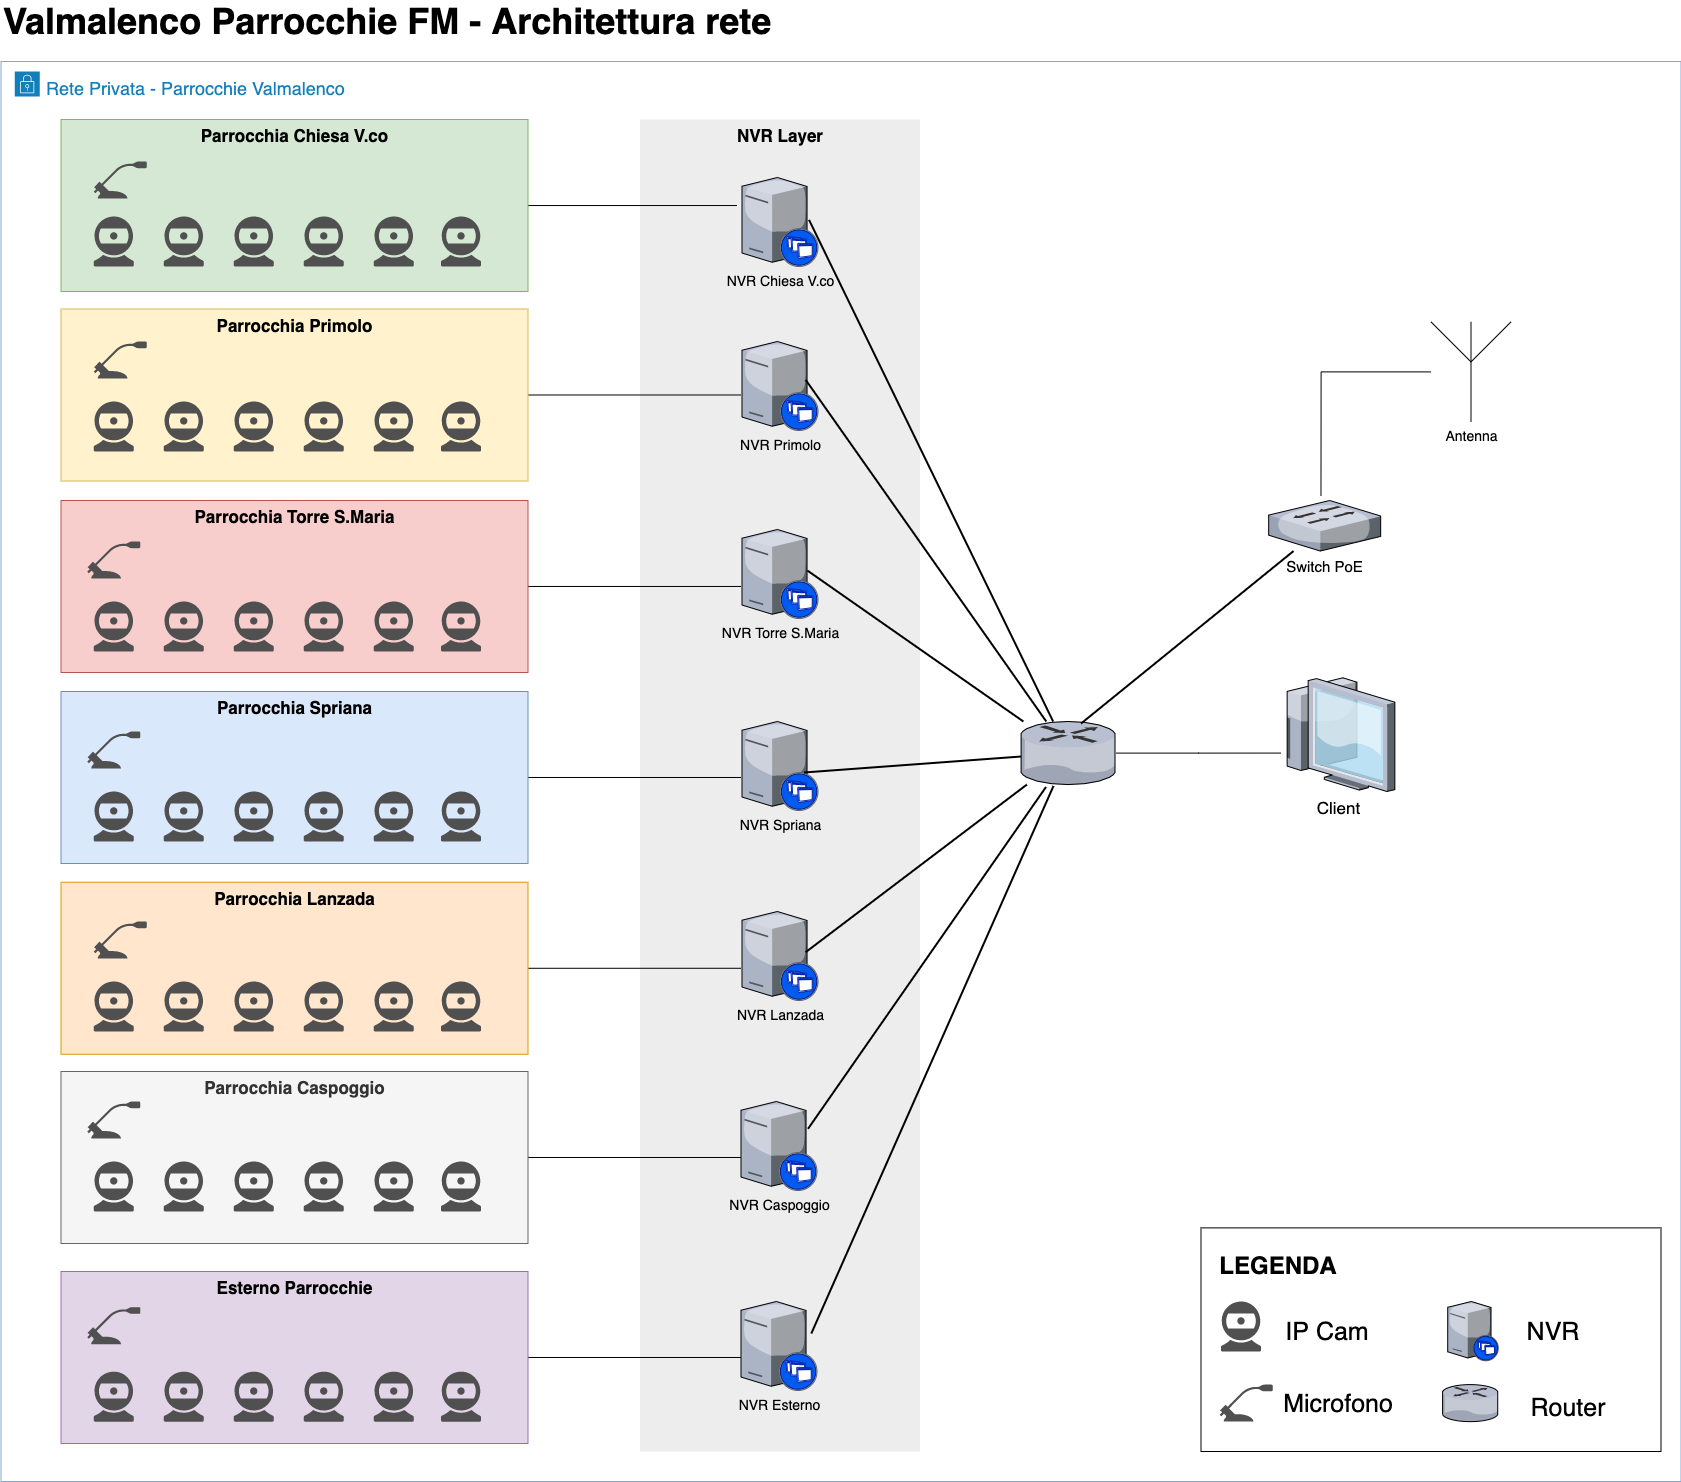 Valmalenco Parrocchie FM - Architettura rete
Rete Privata - Parrocchie Valmalenco
Parrocchia Chiesa V.co
NVR Layer
NVR Chiesa V.co
Parrocchia Primolo
NVR Primolo
Antenna
Parrocchia Torre S.Maria
NVR Torre S.Maria
Switch PoE
Parrocchia Spriana
NVR Spriana
Client
Parrocchia Lanzada
NVR Lanzada
Parrocchia Caspoggio
NVR Caspoggio
Esterno Parrocchie
NVR Esterno
LEGENDA
IP Cam
NVR
Microfono
Router